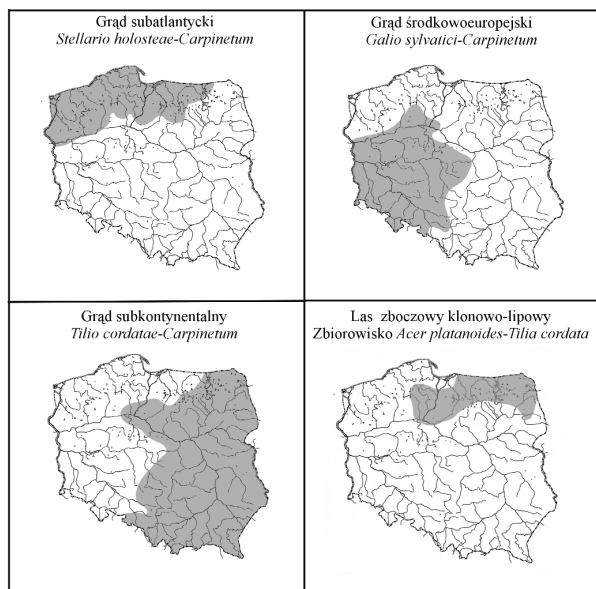 Grąd subatlantycki
Stellario holosteae-Carpinetum
Grąd środkowoeuropejski
Galio sylvatici-Carpinetum
Grąd subkontynentalny
Tilio cordatae-Carpinetum
Las zboczowy klonowo-lipowy
Zbiorowisko Acer platanoides-Tilia cordata